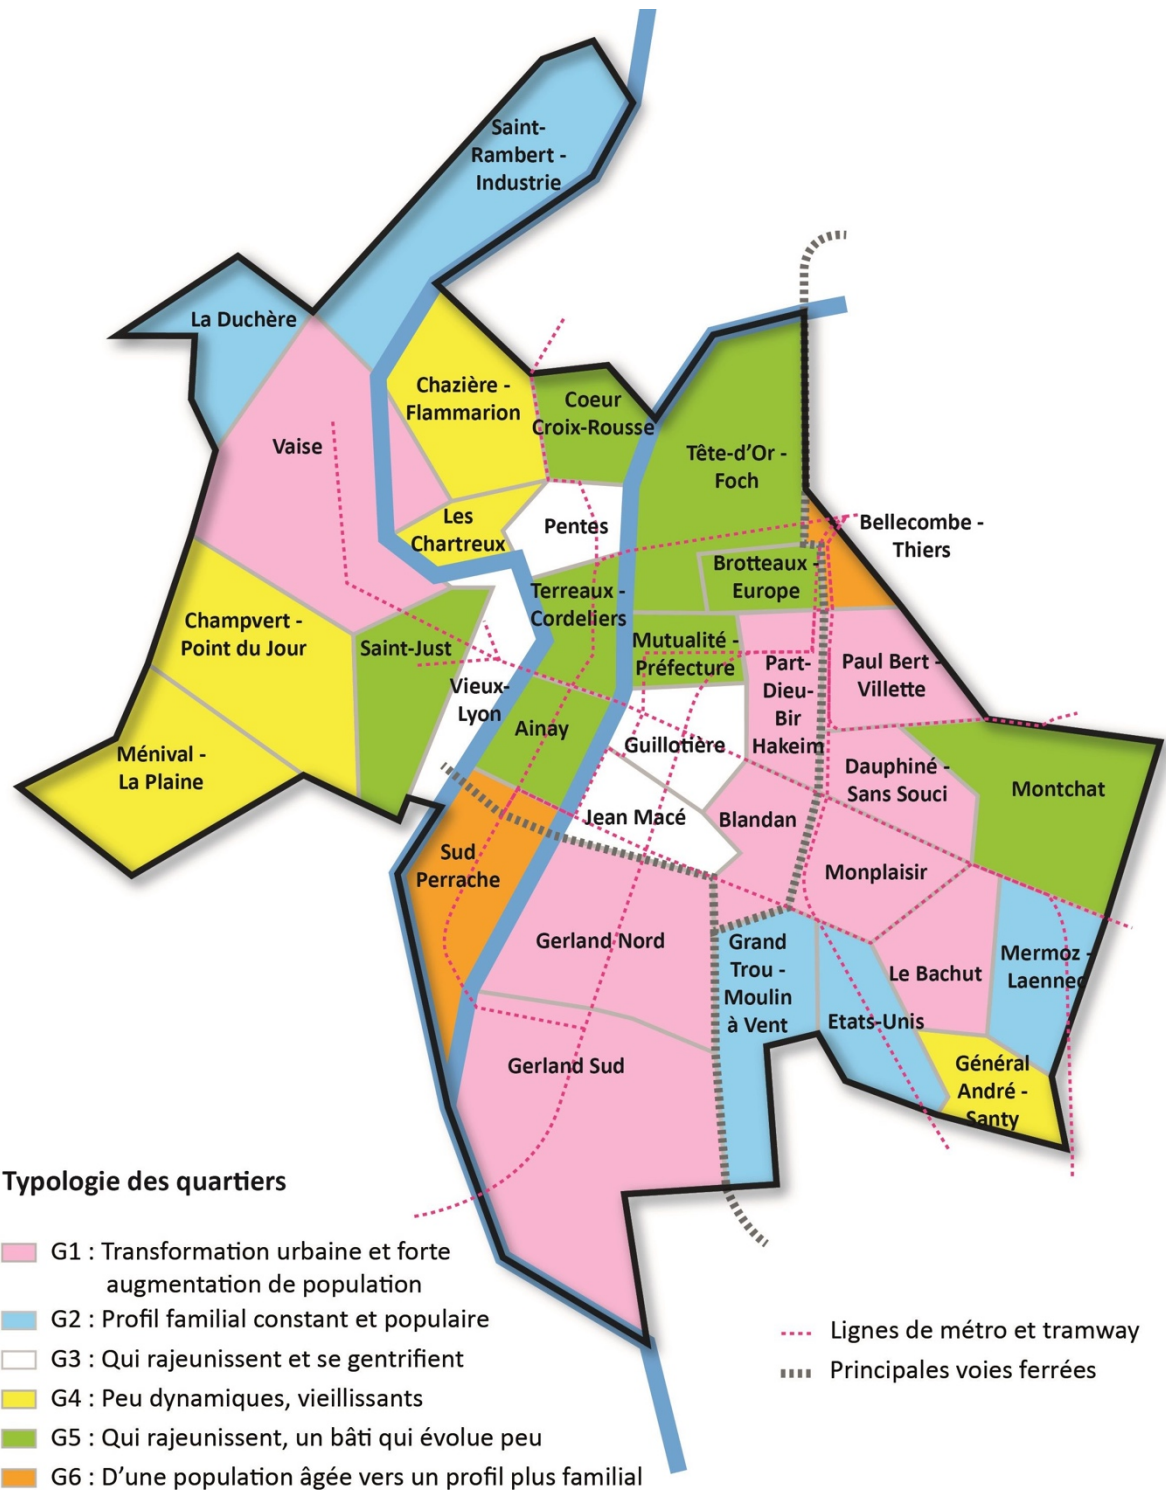 Saint-
Rambert -
Industrie
La Duchère
Chazière -
Flammarion
Coeur
Croix-Rousse
Vaise
Tête-d’Or -
Foch
Les
Chartreux
Pentes
Bellecombe -
Thiers
Brotteaux -
Europe
Terreaux -
Cordeliers
Champvert -
Point du Jour
Saint-Just
Mutualité -
Préfecture
Part-
Dieu-
Bir
Hakeim
Paul Bert -
Villette
Vieux-
Lyon
Ainay
Guillotière
Ménival -
La Plaine
Dauphiné -
Sans Souci
Montchat
Jean Macé
Blandan
Sud
Perrache
Monplaisir
Gerland Nord
Grand
Trou -
Moulin
à Vent
Le Bachut
Mermoz -
Laennec
Etats-Unis
Gerland Sud
Général
André -
Santy
Typologie des quartiers
G1 : Transformation urbaine et forte
augmentation de population
G2 : Profil familial constant et populaire
G3 : Qui rajeunissent et se gentrifient
G4 : Peu dynamiques, vieillissants
G5 : Qui rajeunissent, un bâti qui évolue peu
G6 : D’une population âgée vers un profil plus familial
Lignes de métro et tramway
Principales voies ferrées